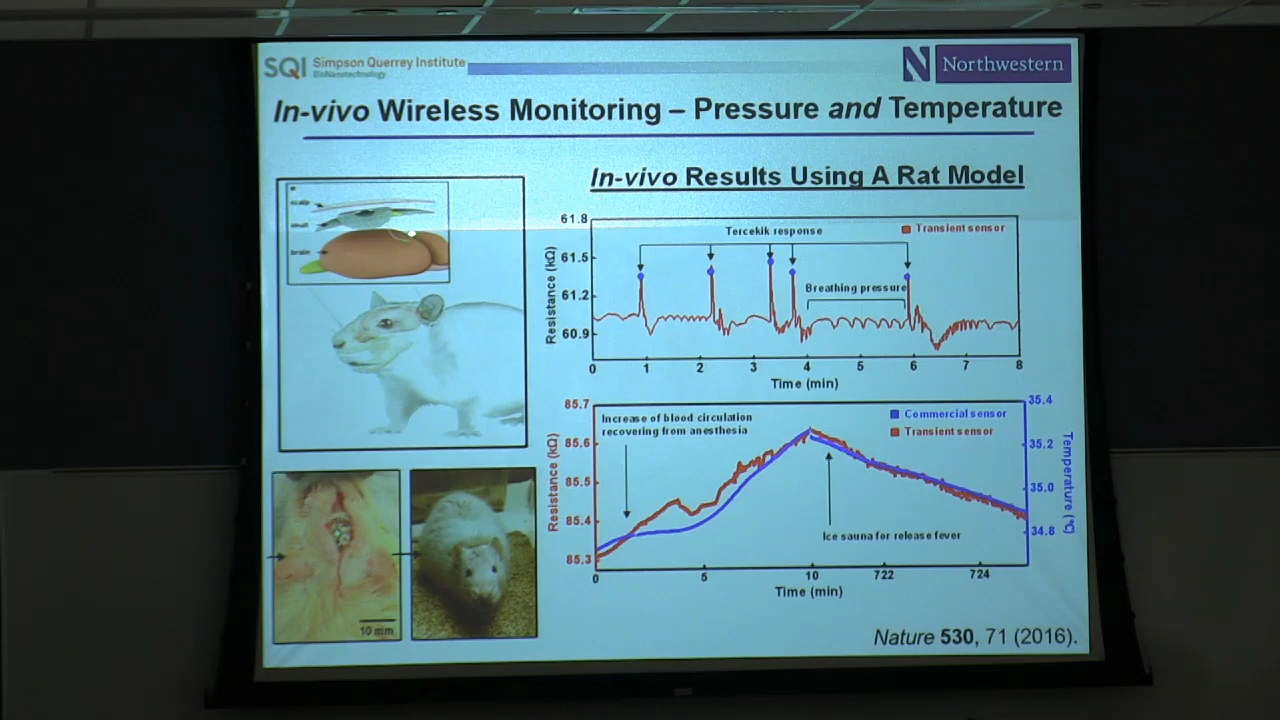 SQI Simpson Querrey Institute
BioNanotechnology
N Northwestern
In-vivo Wireless Monitoring – Pressure and Temperature
In-vivo Results Using A Rat Model
scalp
skull
brain
10 mm
61.8
61.5
61.2
60.9
Resistance (kΩ)
Tercekik response
Transient sensor
Breathing pressure
0 1 2 3 4 5 6 7 8
Time (min)
85.7
85.6
85.5
85.4
85.3
Resistance (kΩ)
Increase of blood circulation
recovering from anesthesia
Commercial sensor
Transient sensor
Ice sauna for release fever
35.4
35.2
35.0
34.8
Temperature (°C)
0 5 10 722 724
Time (min)
Nature 530, 71 (2016).